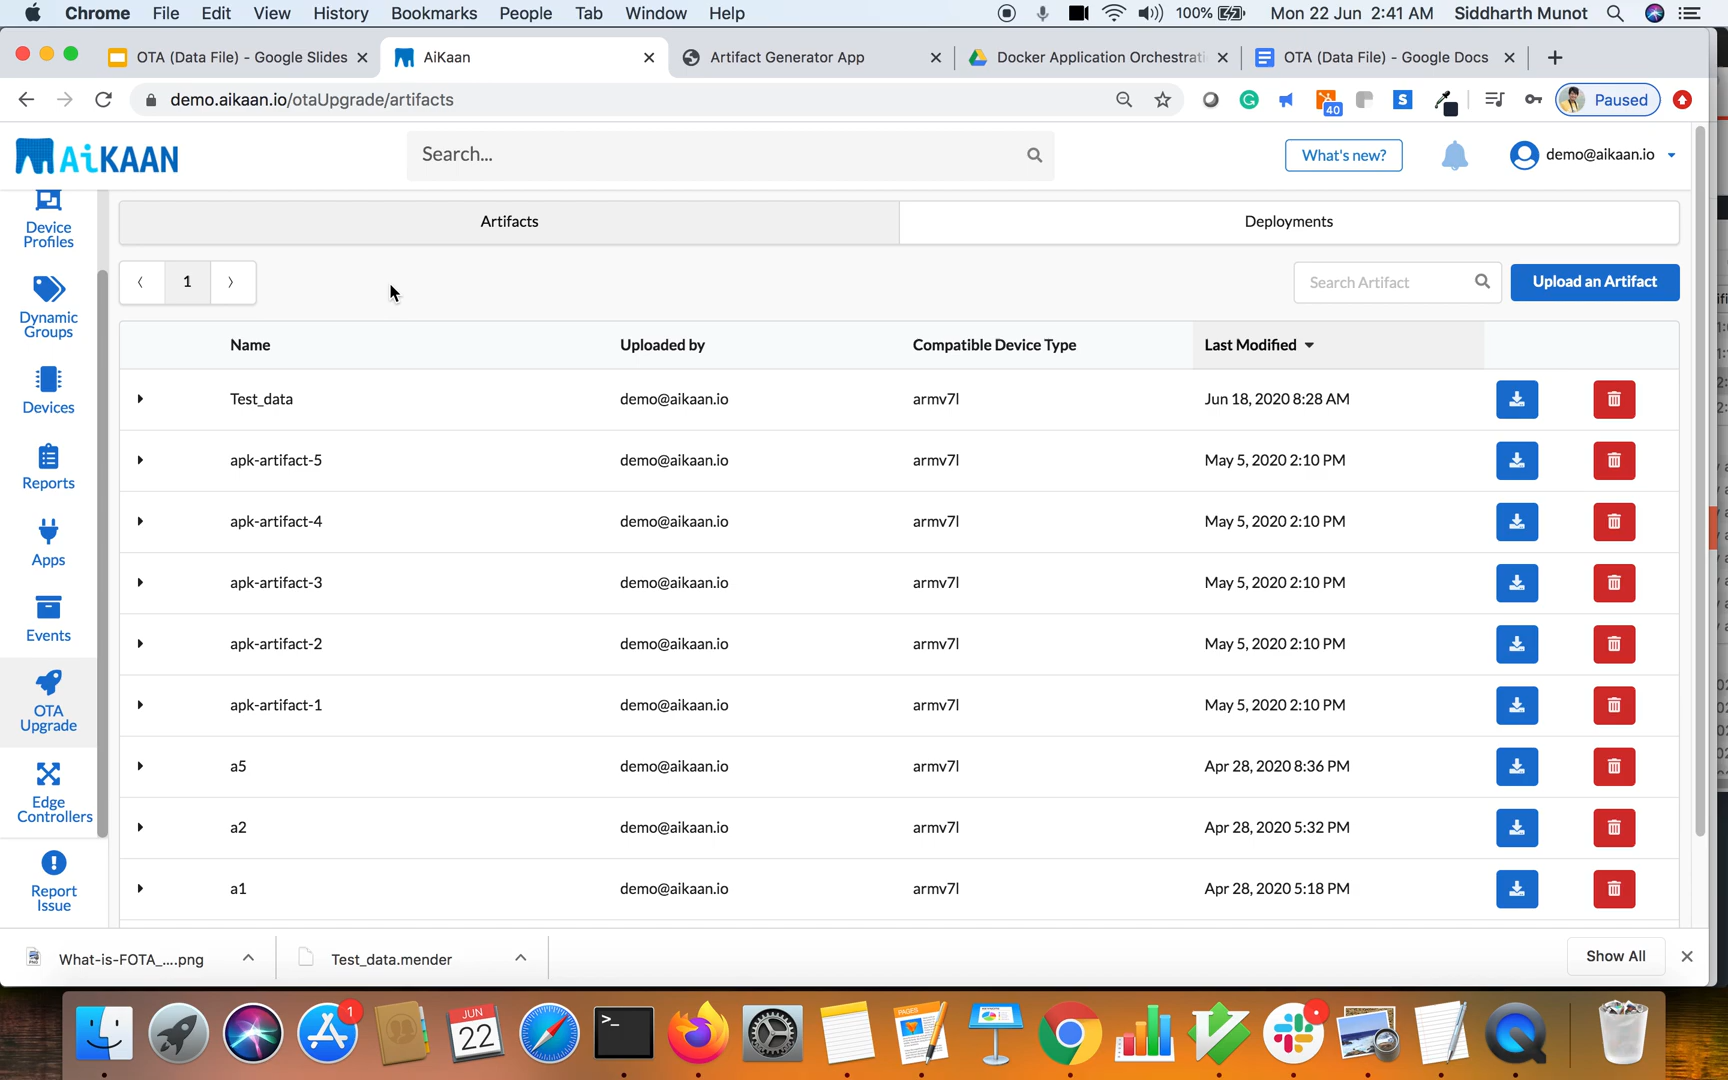 Chrome File Edit View History Bookmarks People Tab Window Help 100% Mon 22 Jun 2:41 AM Siddharth Munot
OTA (Data File) - Google Slides AiKaan Artifact Generator App Docker Application Orchestrati OTA (Data File) - Google Docs
demo.aikaan.io/otaUpgrade/artifacts 40 S Paused
AiKAAN Search... What's new? demo@aikaan.io
Device
Profiles
Dynamic
Groups
Devices
Reports
Apps
Events
OTA
Upgrade
Edge
Controllers
Report
Issue
Artifacts Deployments
‹ 1 › Search Artifact Upload an Artifact
Name Uploaded by Compatible Device Type Last Modified
Test_data demo@aikaan.io armv7l Jun 18, 2020 8:28 AM
apk-artifact-5 demo@aikaan.io armv7l May 5, 2020 2:10 PM
apk-artifact-4 demo@aikaan.io armv7l May 5, 2020 2:10 PM
apk-artifact-3 demo@aikaan.io armv7l May 5, 2020 2:10 PM
apk-artifact-2 demo@aikaan.io armv7l May 5, 2020 2:10 PM
apk-artifact-1 demo@aikaan.io armv7l May 5, 2020 2:10 PM
a5 demo@aikaan.io armv7l Apr 28, 2020 8:36 PM
a2 demo@aikaan.io armv7l Apr 28, 2020 5:32 PM
a1 demo@aikaan.io armv7l Apr 28, 2020 5:18 PM
What-is-FOTA_....png Test_data.mender Show All
1
JUN
22